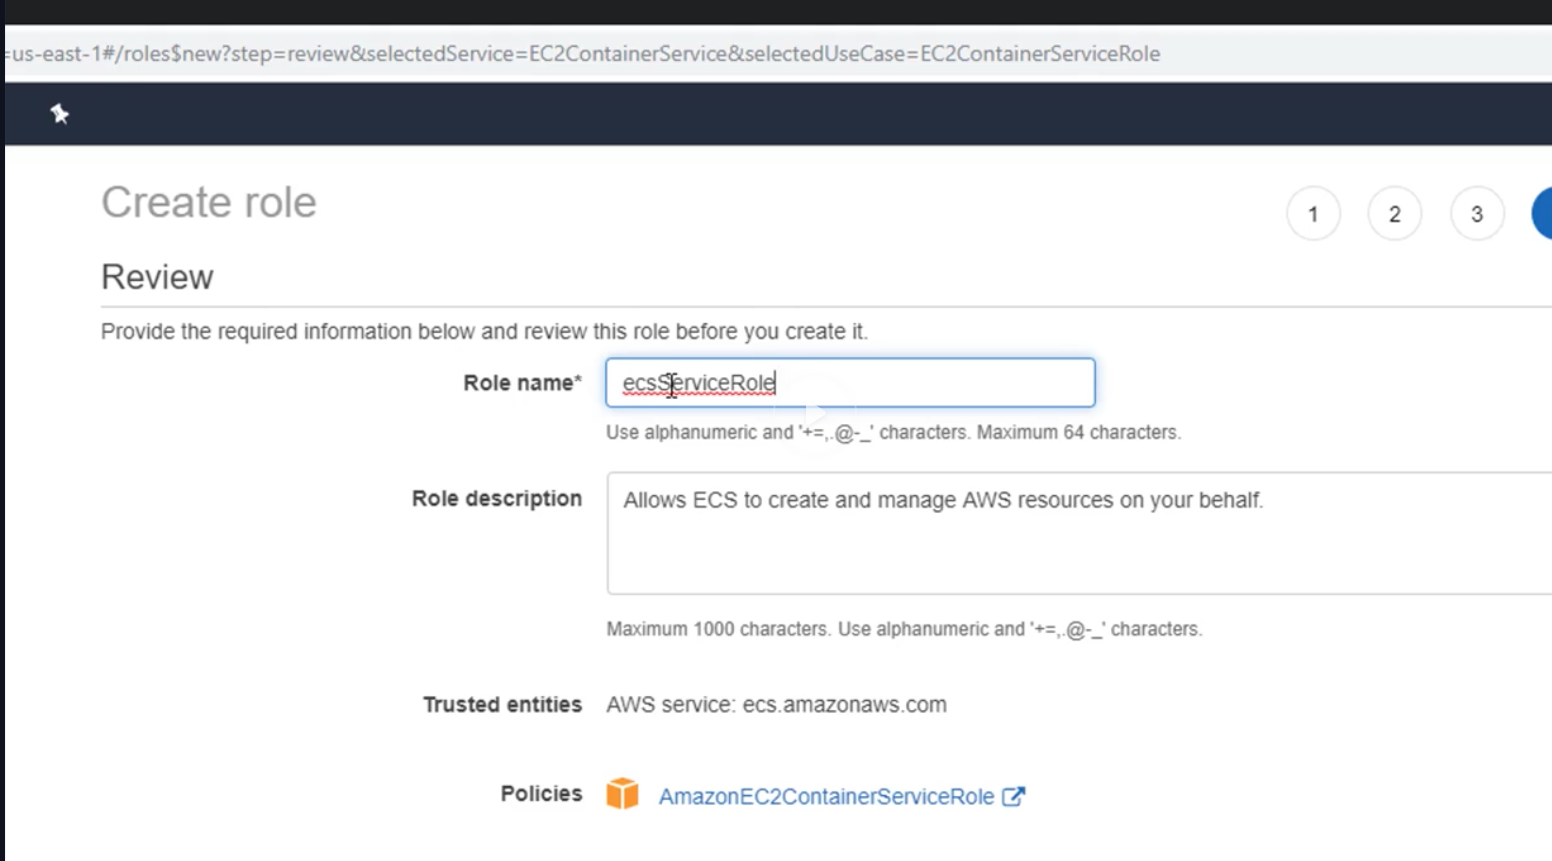 =us-east-1#/roles$new?step=review&selectedService=EC2ContainerService&selectedUseCase=EC2ContainerServiceRole
Create role
1 2 3
Review
Provide the required information below and review this role before you create it.
Role name* ecsServiceRole
Use alphanumeric and '+=,.@-_' characters. Maximum 64 characters.
Role description Allows ECS to create and manage AWS resources on your behalf.
Maximum 1000 characters. Use alphanumeric and '+=,.@-_' characters.
Trusted entities AWS service: ecs.amazonaws.com
Policies AmazonEC2ContainerServiceRole